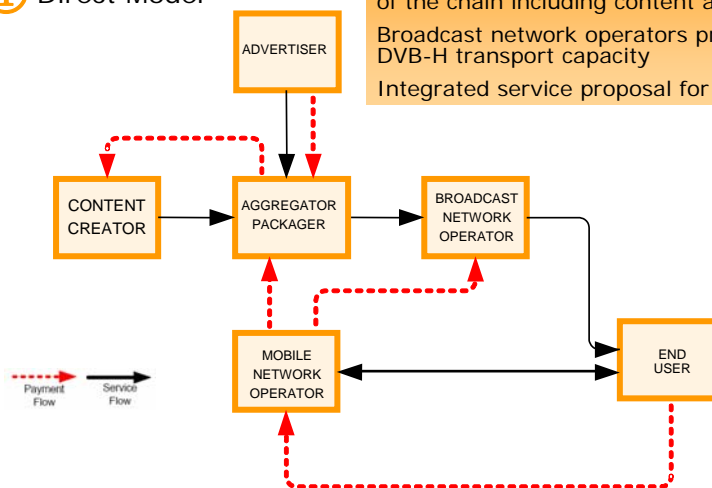 1 Direct Model
of the chain including content a
Broadcast network operators pr
DVB-H transport capacity
Integrated service proposal for
ADVERTISER
CONTENT
CREATOR
AGGREGATOR
PACKAGER
BROADCAST
NETWORK
OPERATOR
MOBILE
NETWORK
OPERATOR
END
USER
Payment
Flow
Service
Flow